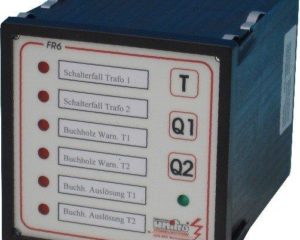 FR6
Schalterfall Trafo 1
Schalterfall Trafo 2
Buchholz Warn. T1
Buchholz Warn. T2
Buchh. Auslösung T1
Buchh. Auslösung T2
T
Q1
Q2